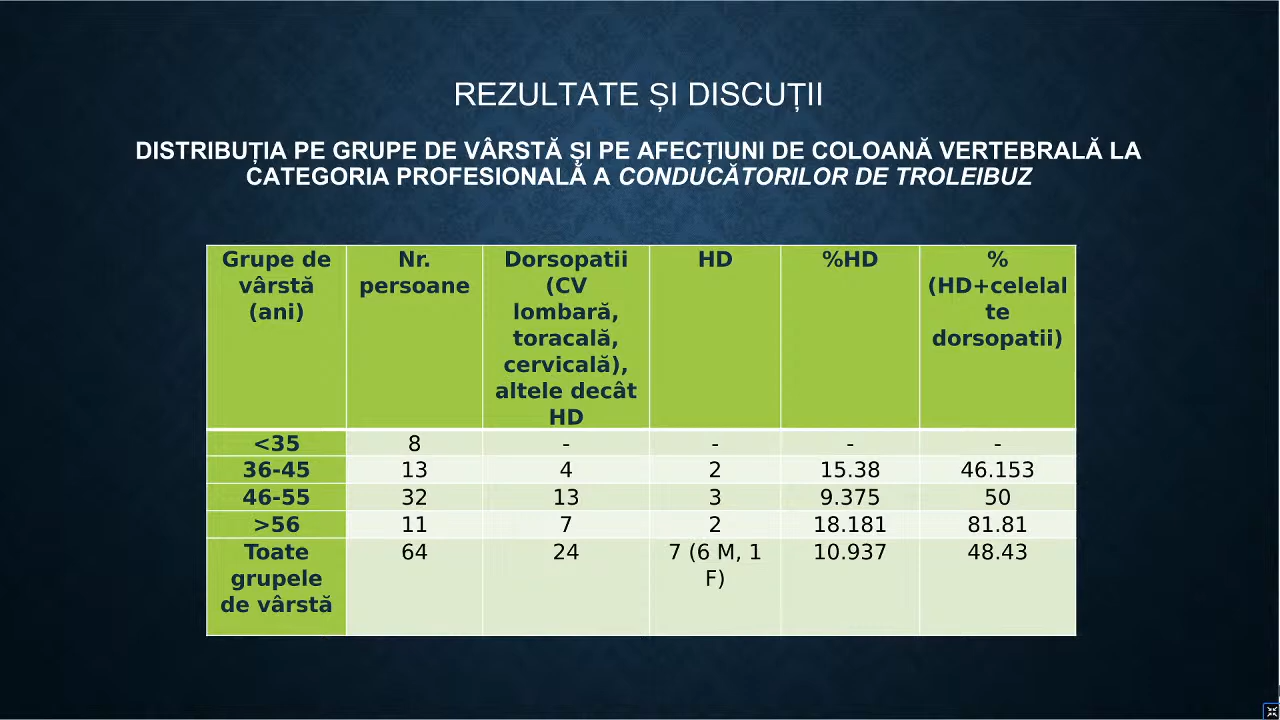 REZULTATE ȘI DISCUȚII
DISTRIBUȚIA PE GRUPE DE VÂRSTĂ ȘI PE AFECȚIUNI DE COLOANĂ VERTEBRALĂ LA
CATEGORIA PROFESIONALĂ A CONDUCĂTORILOR DE TROLEIBUZ
Grupe de
vârstă
(ani)
Nr.
persoane
Dorsopatii
(CV
lombară,
toracală,
cervicală),
altele decât
HD
HD
%HD
%
(HD+celelal
te
dorsopatii)
<35 8 - - - -
36-45 13 4 2 15.38 46.153
46-55 32 13 3 9.375 50
>56 11 7 2 18.181 81.81
Toate
grupele
de vârstă
64 24 7 (6 M, 1
F)
10.937 48.43